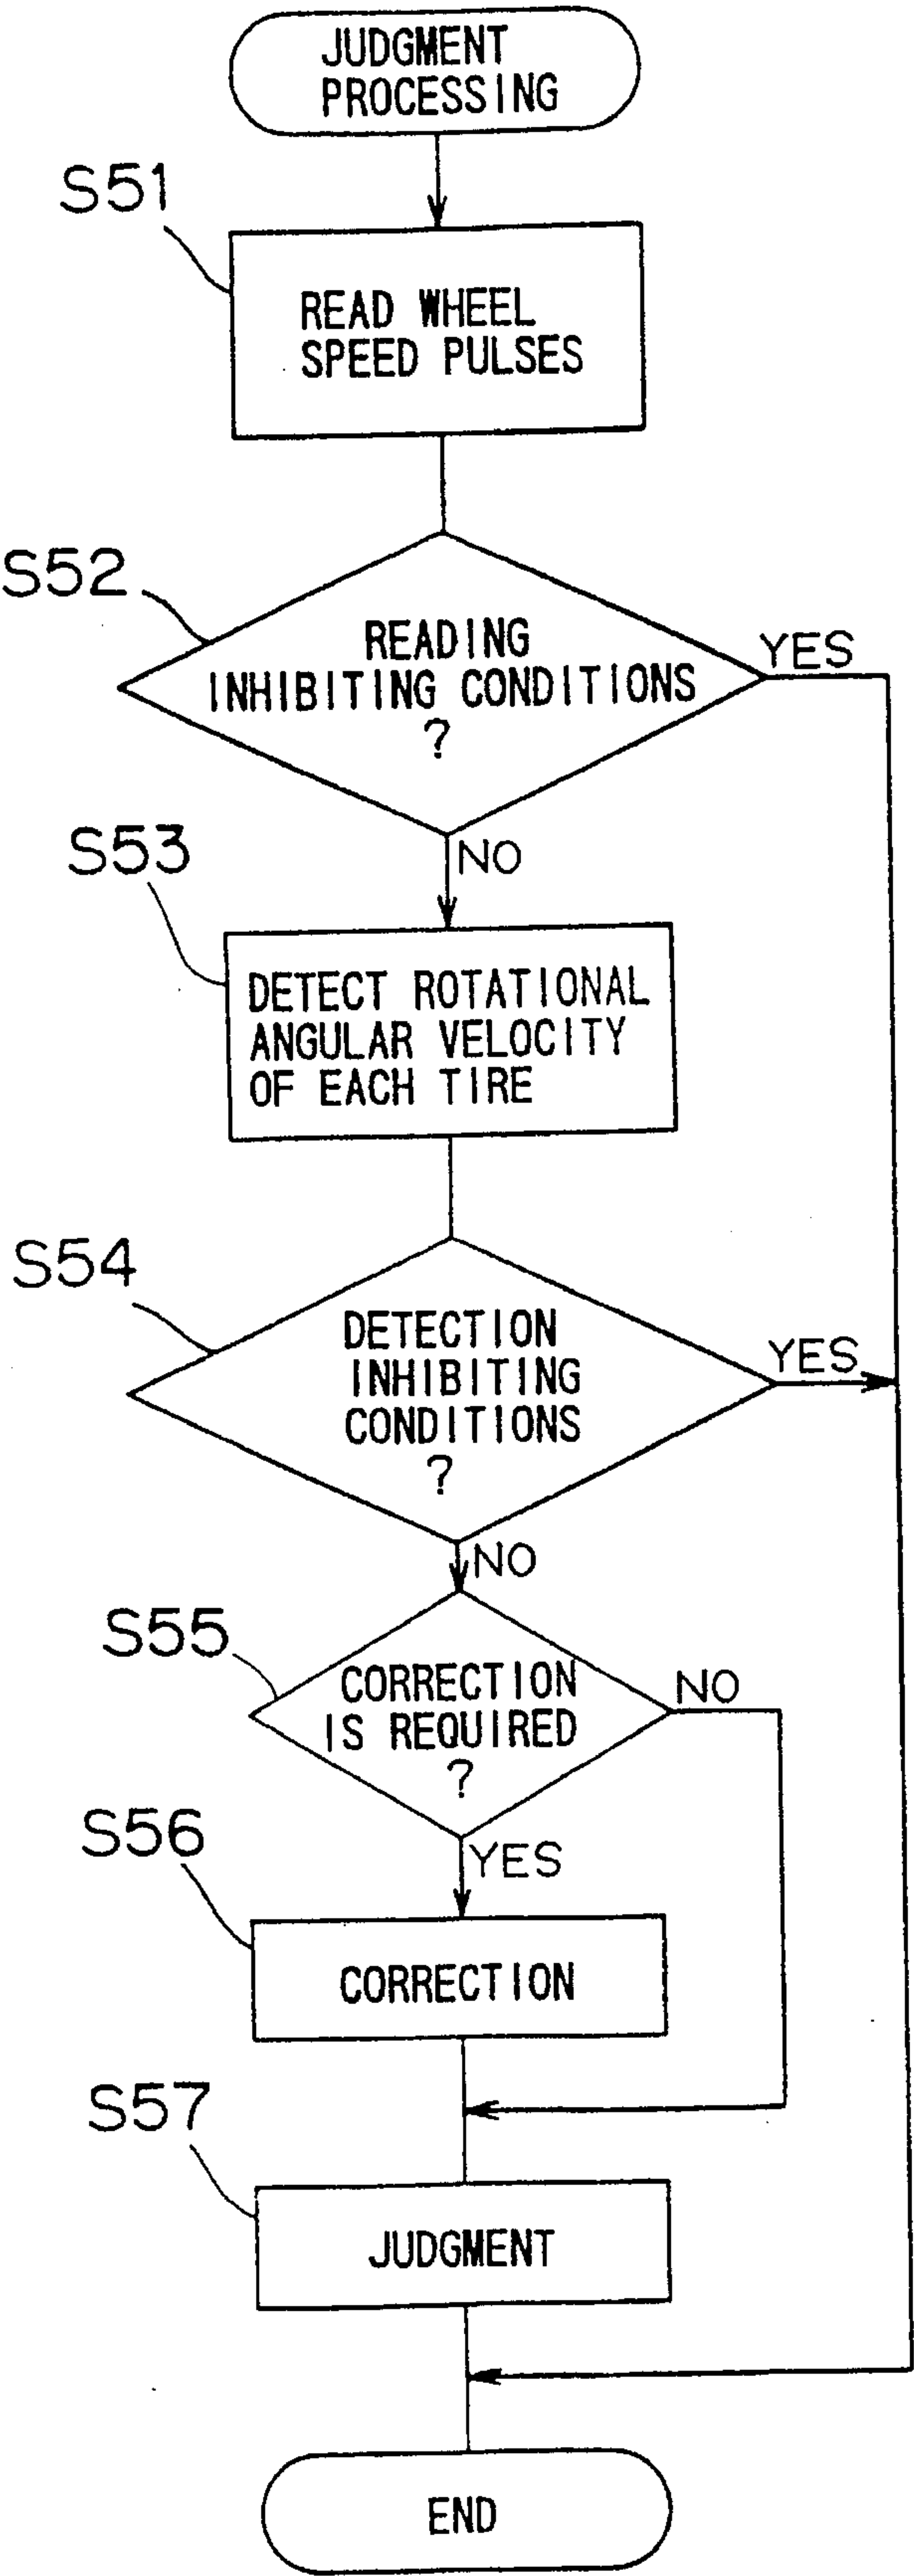 JUDGMENT
PROCESSING
S51
READ WHEEL
SPEED PULSES
S52
READING
INHIBITING CONDITIONS
?
YES
NO
S53
DETECT ROTATIONAL
ANGULAR VELOCITY
OF EACH TIRE
S54
DETECTION
INHIBITING
CONDITIONS
?
YES
NO
S55
CORRECTION
IS REQUIRED
?
NO
YES
S56
CORRECTION
S57
JUDGMENT
END